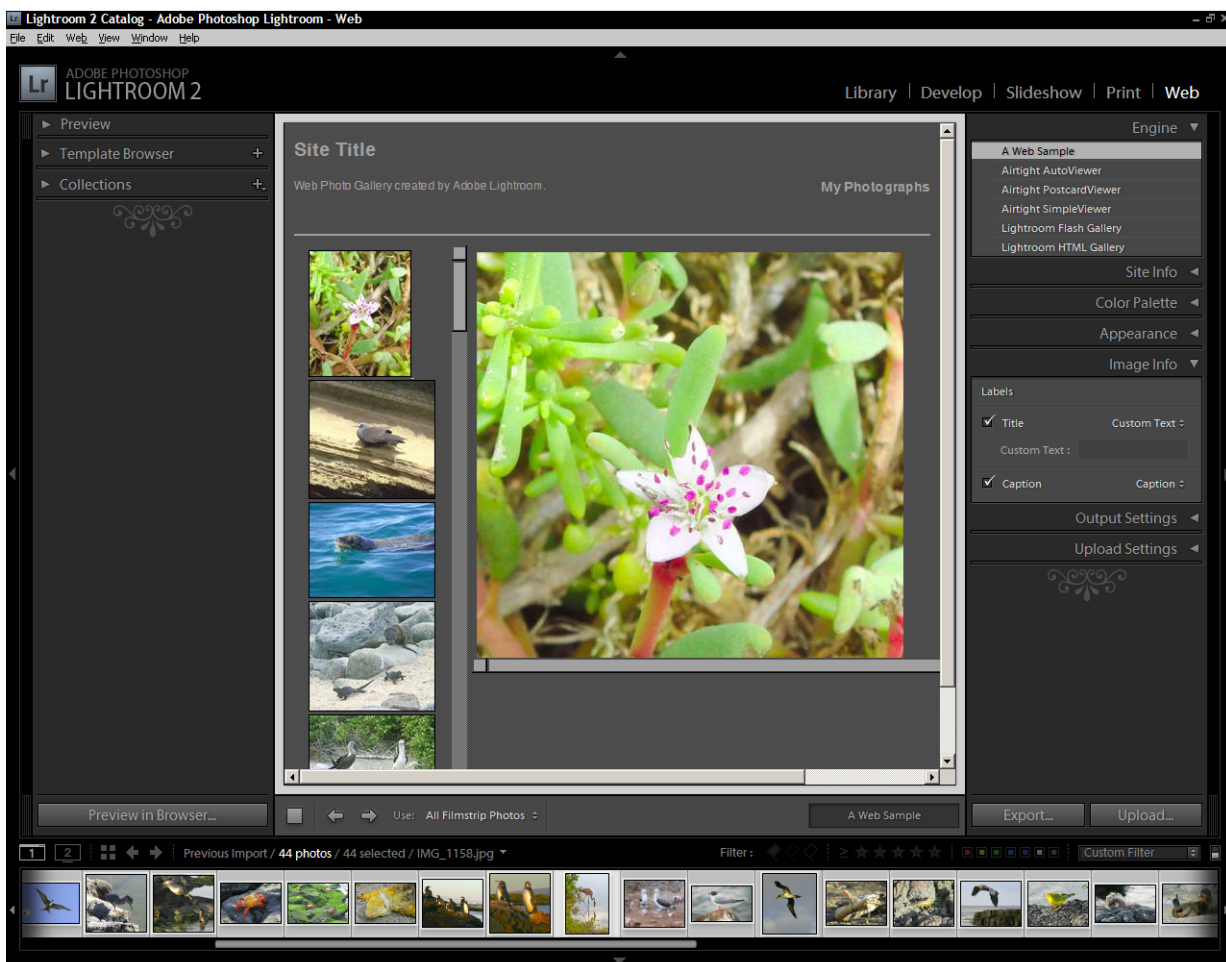 Lightroom 2 Catalog - Adobe Photoshop Lightroom - Web
File Edit Web View Window Help
Lr ADOBE PHOTOSHOP
LIGHTROOM 2
Library | Develop | Slideshow | Print | Web
Preview
Template Browser +
Collections +
Site Title
Web Photo Gallery created by Adobe Lightroom.
My Photographs
Engine
A Web Sample
Airtight AutoViewer
Airtight PostcardViewer
Airtight SimpleViewer
Lightroom Flash Gallery
Lightroom HTML Gallery
Site Info
Color Palette
Appearance
Image Info
Labels
Title Custom Text
Custom Text :
Caption Caption
Output Settings
Upload Settings
Preview in Browser...
Use: All Filmstrip Photos
A Web Sample
Export...
Upload...
1 2 Previous Import / 44 photos / 44 selected / IMG_1158.jpg
Filter : ≥ Custom Filter